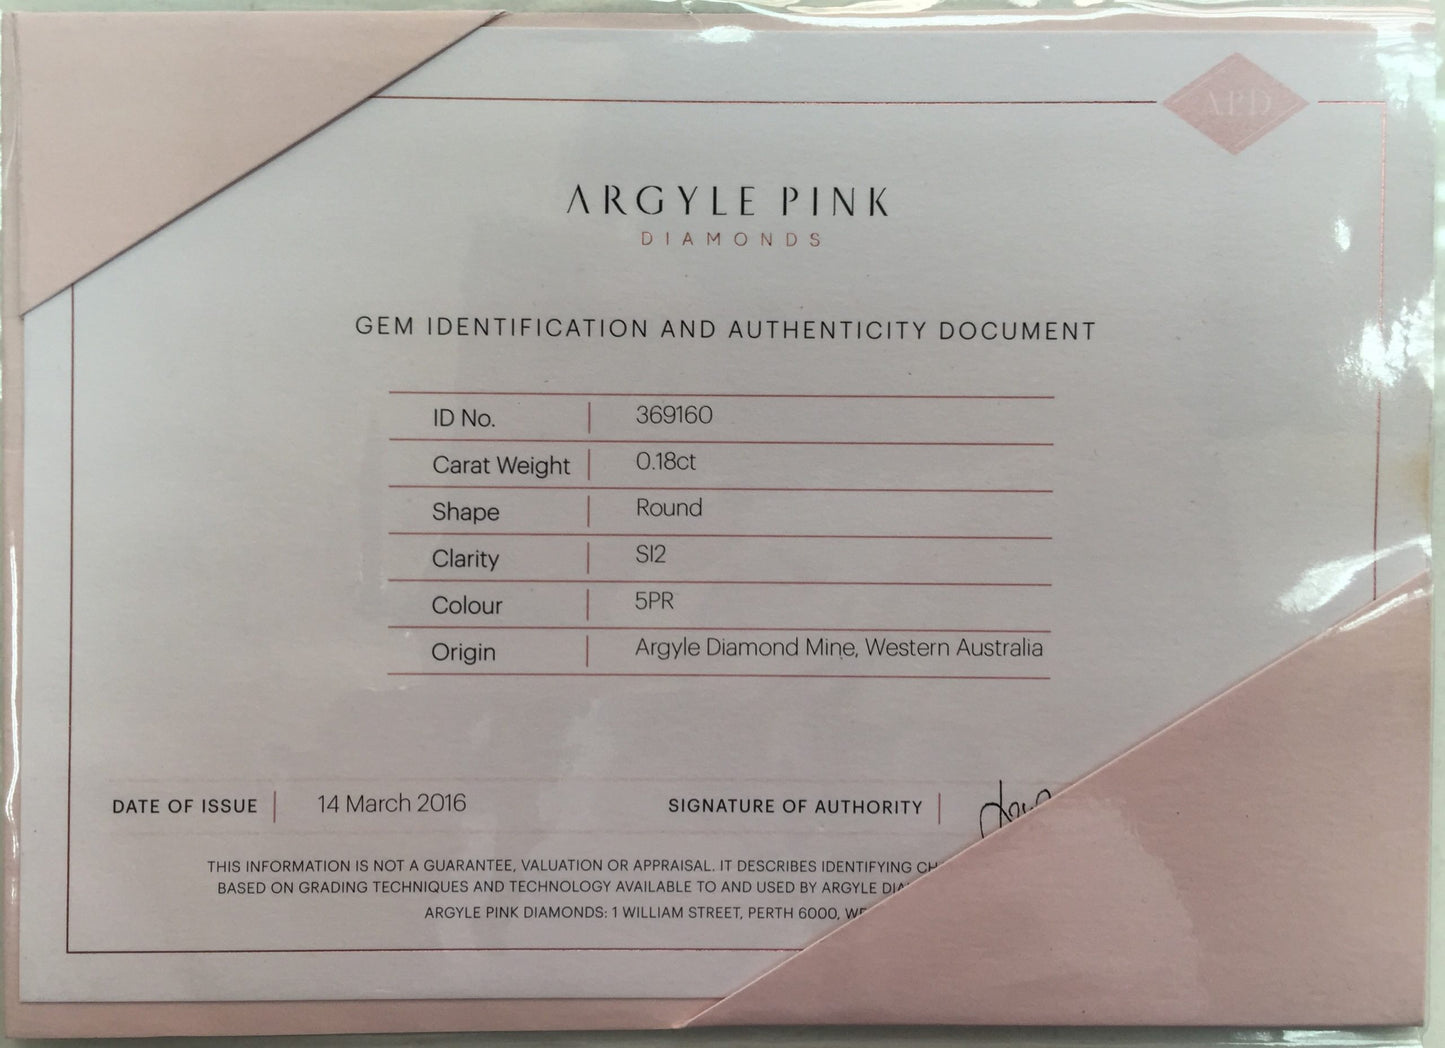 APD
ARGYLE PINK
DIAMONDS
GEM IDENTIFICATION AND AUTHENTICITY DOCUMENT
ID No. 369160
Carat Weight 0.18ct
Shape Round
Clarity SI2
Colour 5PR
Origin Argyle Diamond Mine, Western Australia
DATE OF ISSUE 14 March 2016 SIGNATURE OF AUTHORITY
THIS INFORMATION IS NOT A GUARANTEE, VALUATION OR APPRAISAL. IT DESCRIBES IDENTIFYING
BASED ON GRADING TECHNIQUES AND TECHNOLOGY AVAILABLE TO AND USED BY ARGYLE
ARGYLE PINK DIAMONDS: 1 WILLIAM STREET, PERTH 6000,